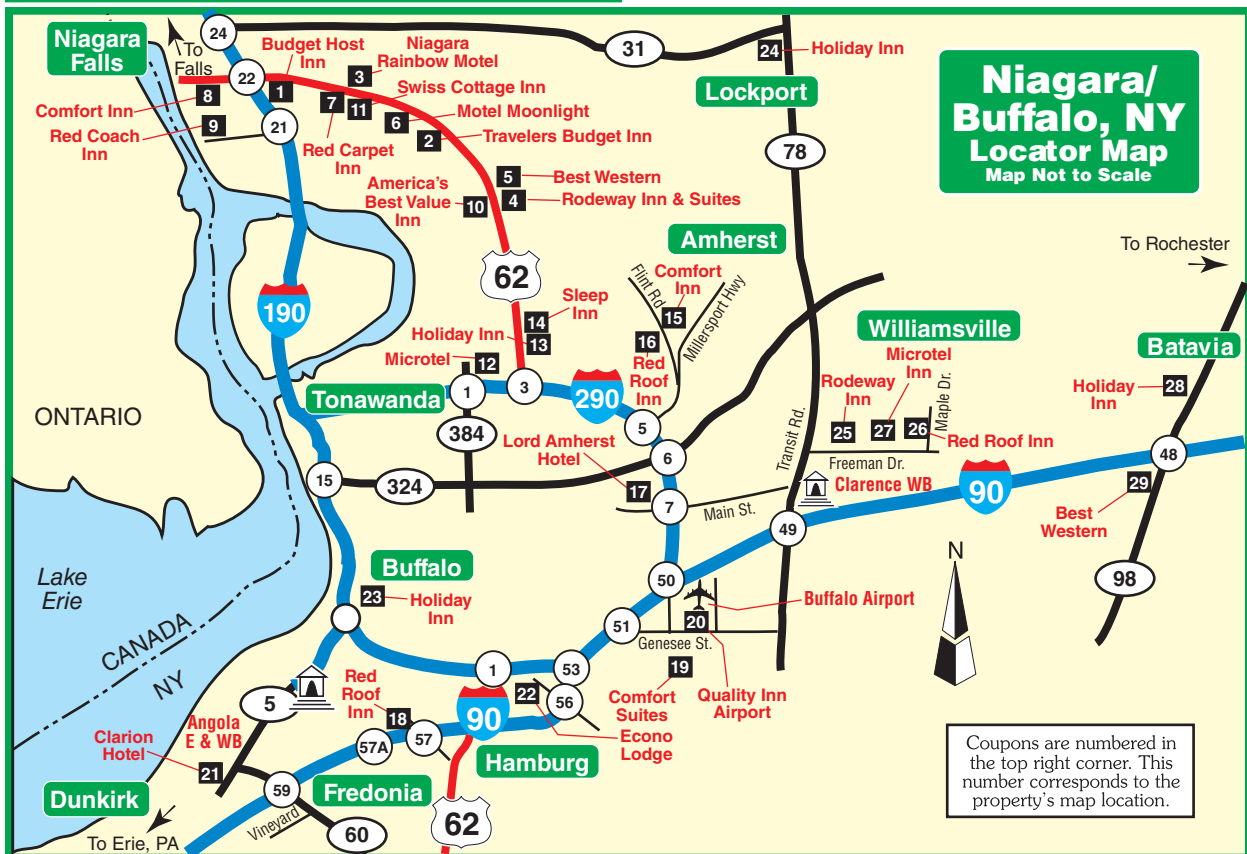 Niagara/
Buffalo, NY
Locator Map
Map Not to Scale
Niagara
Falls
To
Falls
24
31
24
Holiday Inn
Lockport
78
22
Budget Host
Inn
1
Niagara
Rainbow Motel
3
Swiss Cottage Inn
11
7
Red Carpet
Inn
6
Motel Moonlight
2
Travelers Budget Inn
Comfort Inn
8
Red Coach
Inn
9
21
5
Best Western
4
Rodeway Inn & Suites
America's
Best Value
Inn
10
62
Amherst
To Rochester
190
Flint Rd
Comfort
Inn
15
Millersport Hwy
Sleep
Inn
14
Holiday Inn
13
Microtel
12
16
Red
Roof
Inn
Williamsville
Microtel
Inn
Rodeway
Inn
Maple Dr.
25
27
26
Red Roof Inn
Freeman Dr.
Batavia
Holiday
Inn
28
Tonawanda
1
3
290
5
384
ONTARIO
Lord Amherst
Hotel
6
Transit Rd.
15
324
17
7
Main St.
Clarence WB
90
48
29
Best
Western
49
98
Lake
Erie
Buffalo
23
Holiday
Inn
50
Buffalo Airport
20
51
Genesee St.
19
Comfort
Suites
Quality Inn
Airport
N
CANADA
NY
1
53
Red
Roof
Inn
18
90
22
56
Econo
Lodge
5
Angola
E & WB
Clarion
Hotel
21
57A
57
Hamburg
Dunkirk
59
Fredonia
Vineyard
60
62
To Erie, PA
Coupons are numbered in
the top right corner. This
number corresponds to the
property's map location.